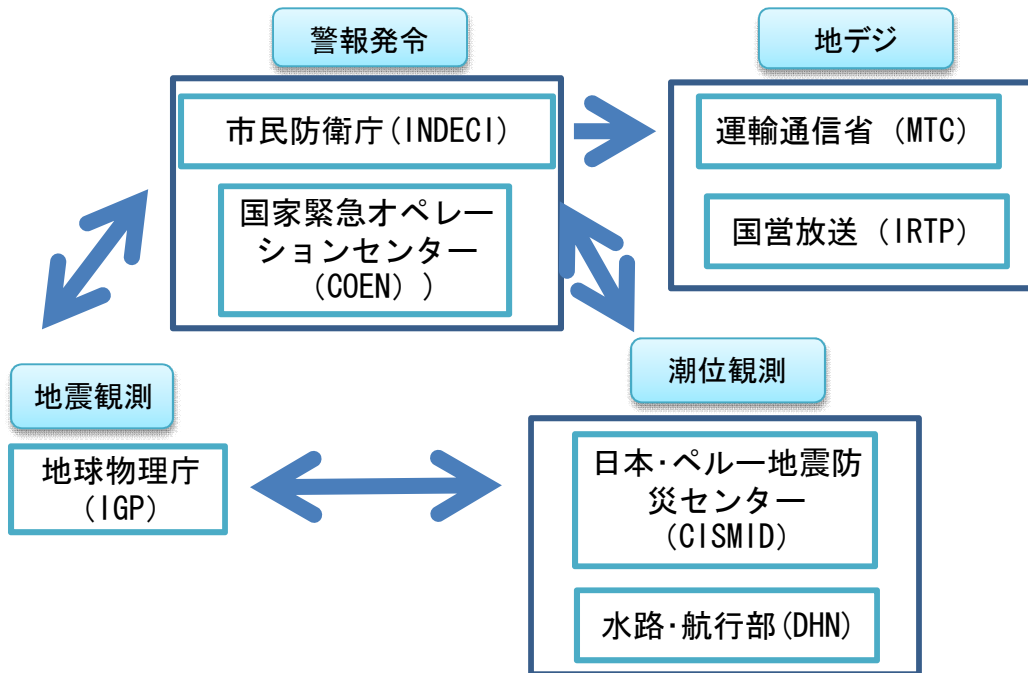 警報発令
市民防衛庁(INDECI)
国家緊急オペレー
ションセンター
(COEN) )
地デジ
運輸通信省 (MTC)
国営放送 (IRTP)
地震観測
地球物理庁
(IGP)
潮位観測
日本・ペルー地震防
災センター
(CISMID)
水路・航行部(DHN)